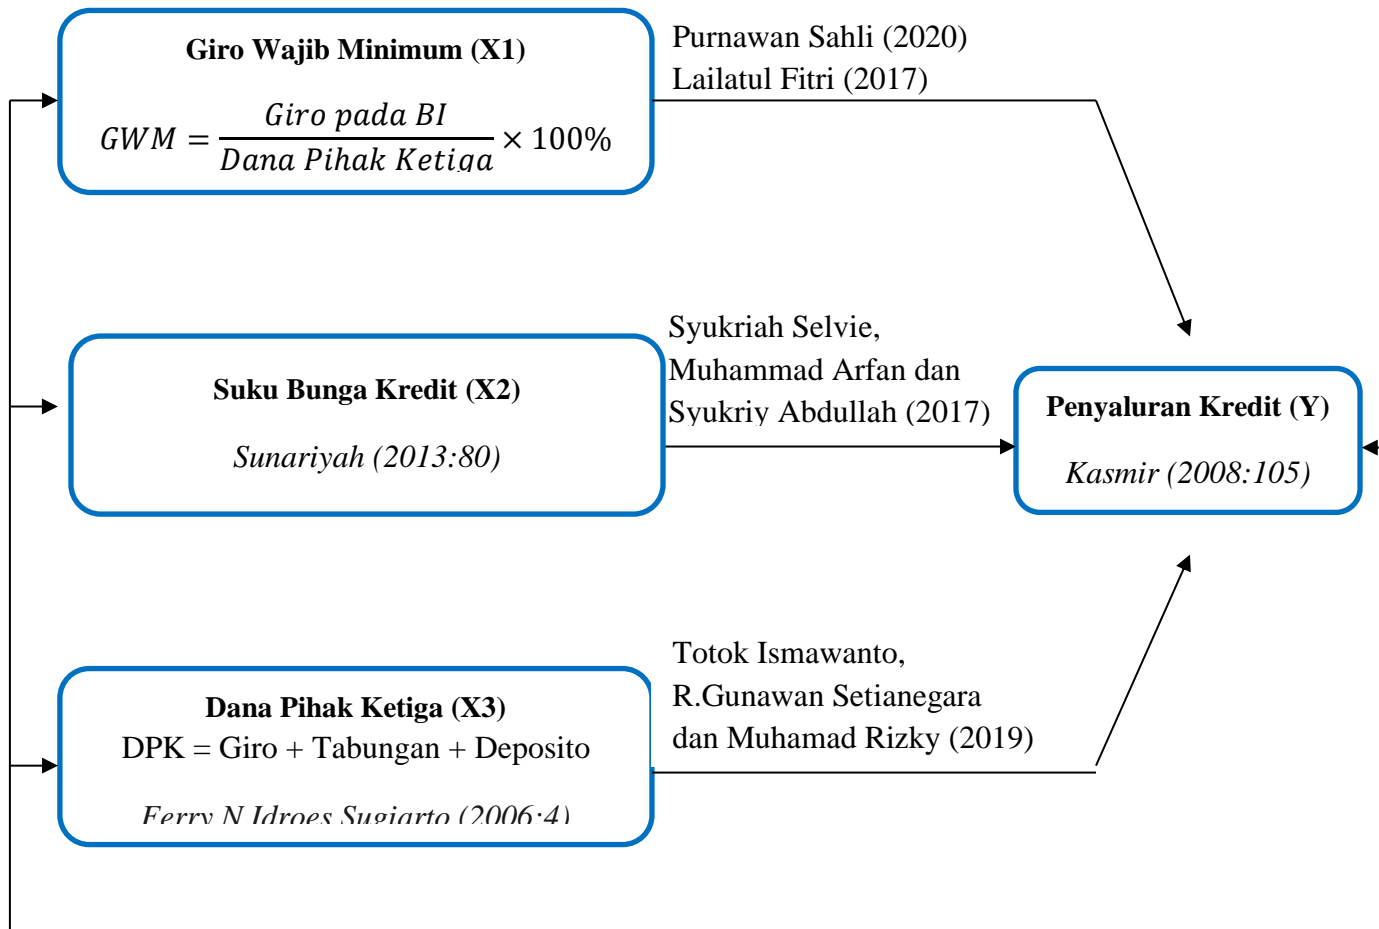 Giro Wajib Minimum (X1)
GWM = Giro pada BI / Dana Pihak Ketiga × 100%
Purnawan Sahli (2020)
Lailatul Fitri (2017)
Suku Bunga Kredit (X2)
Sunariyah (2013:80)
Syukriah Selvie,
Muhammad Arfan dan
Syukriy Abdullah (2017)
Penyaluran Kredit (Y)
Kasmir (2008:105)
Dana Pihak Ketiga (X3)
DPK = Giro + Tabungan + Deposito
Ferry N Idroes Sugiarto (2006:4)
Totok Ismawanto,
R.Gunawan Setianegara
dan Muhamad Rizky (2019)